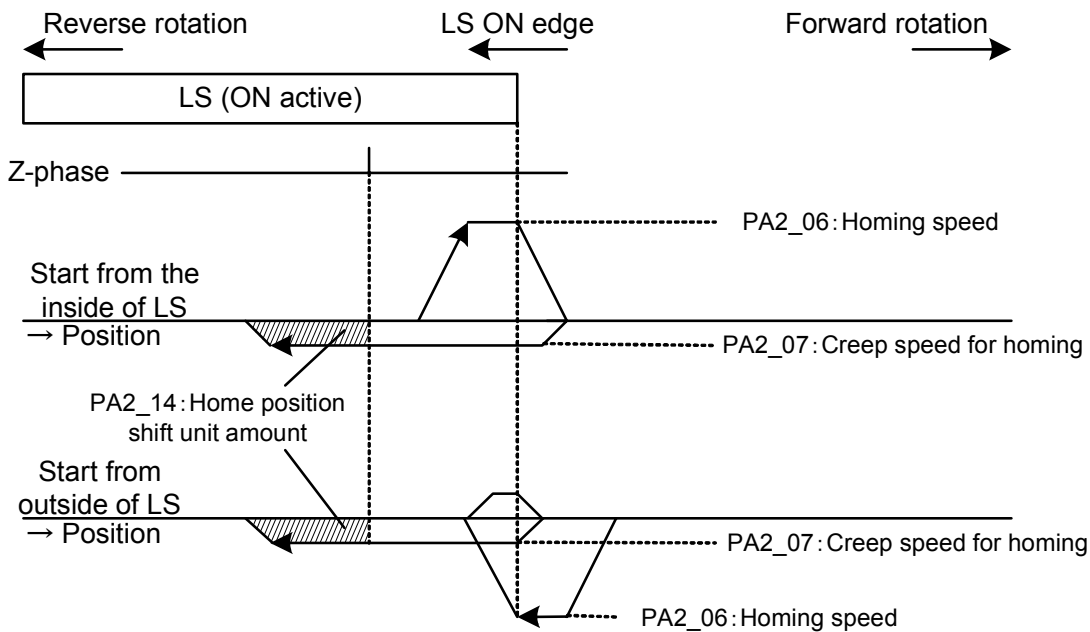 Reverse rotation
LS ON edge
Forward rotation
LS (ON active)
Z-phase
PA2_06:Homing speed
Start from the
inside of LS
→ Position
PA2_07:Creep speed for homing
PA2_14:Home position
shift unit amount
Start from
outside of LS
→ Position
PA2_07:Creep speed for homing
PA2_06:Homing speed